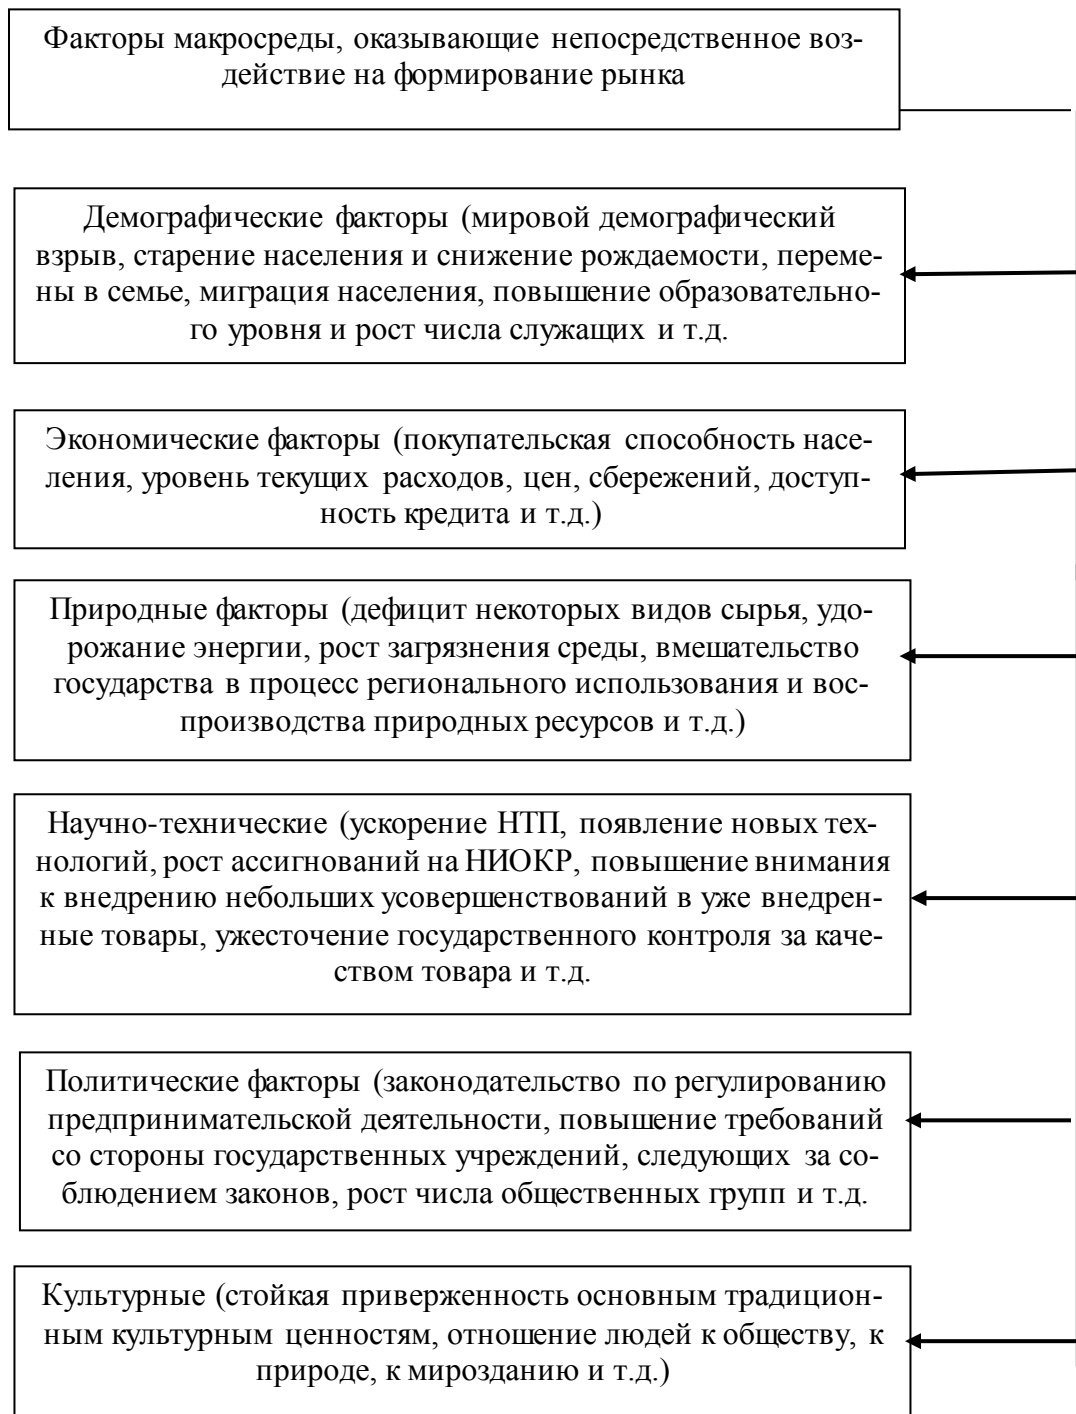 Факторы макросреды, оказывающие непосредственное воз-
действие на формирование рынка
Демографические факторы (мировой демографический
взрыв, старение населения и снижение рождаемости, переме-
ны в семье, миграция населения, повышение образовательно-
го уровня и рост числа служащих и т.д.
Экономические факторы (покупательская способность насе-
ления, уровень текущих расходов, цен, сбережений, доступ-
ность кредита и т.д.)
Природные факторы (дефицит некоторых видов сырья, удо-
рожание энергии, рост загрязнения среды, вмешательство
государства в процесс регионального использования и вос-
производства природных ресурсов и т.д.)
Научно-технические (ускорение НТП, появление новых тех-
нологий, рост ассигнований на НИОКР, повышение внимания
к внедрению небольших усовершенствований в уже внедрен-
ные товары, ужесточение государственного контроля за каче-
ством товара и т.д.
Политические факторы (законодательство по регулированию
предпринимательской деятельности, повышение требований
со стороны государственных учреждений, следующих за со-
блюдением законов, рост числа общественных групп и т.д.
Культурные (стойкая приверженность основным традицион-
ным культурным ценностям, отношение людей к обществу, к
природе, к мирозданию и т.д.)